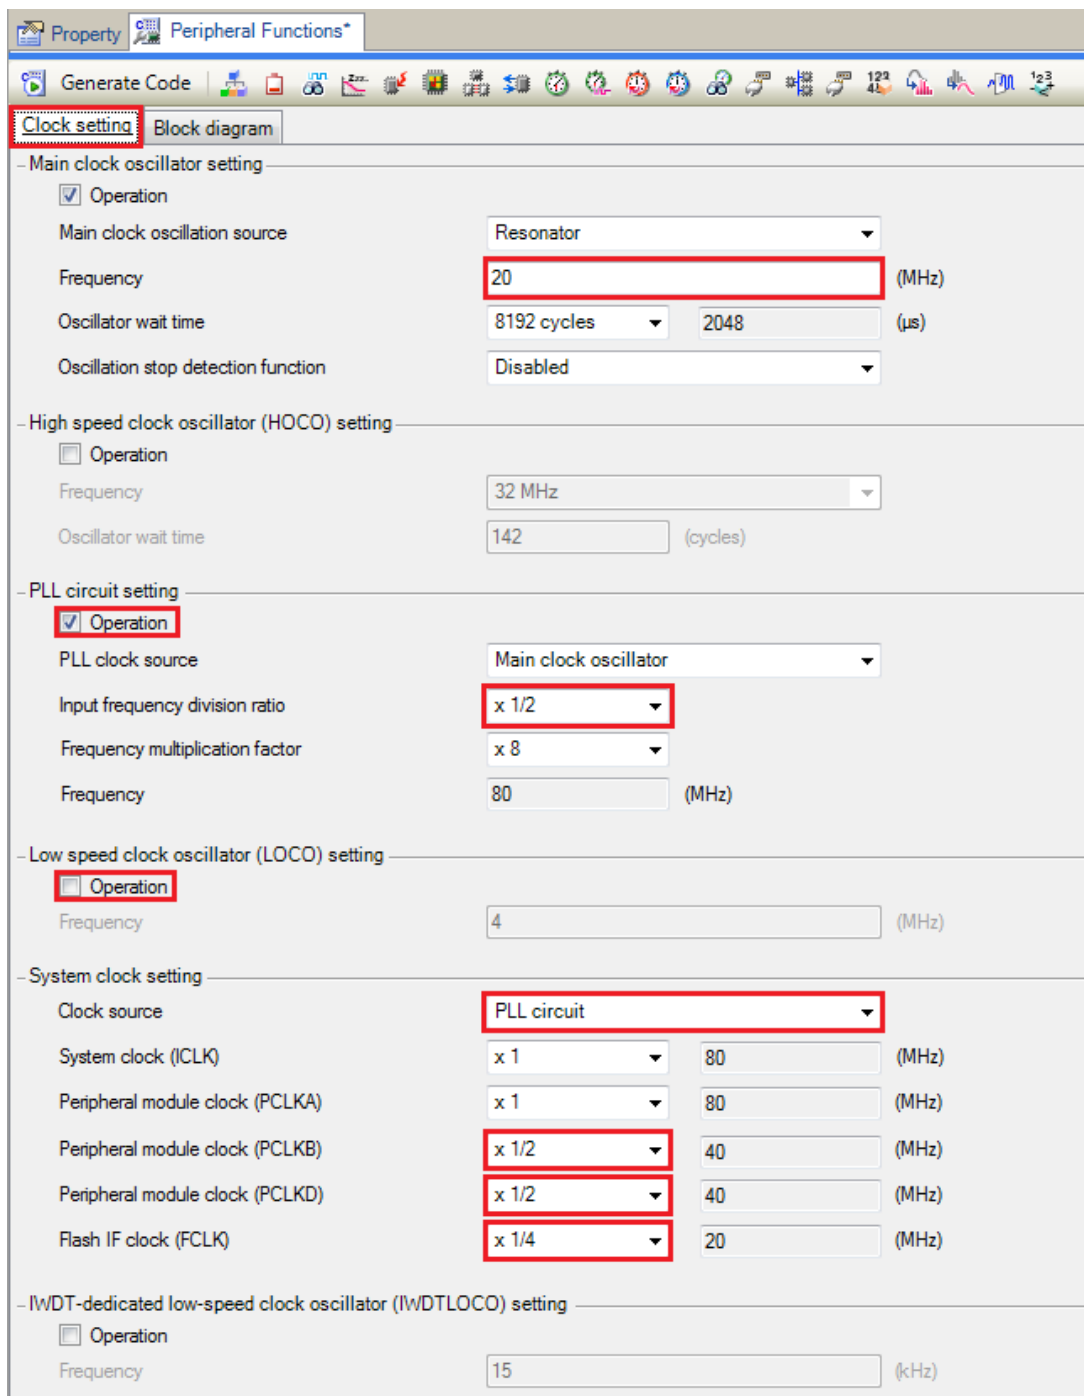 Property Peripheral Functions*
Generate Code
Clock setting Block diagram
Main clock oscillator setting
Operation
Main clock oscillation source Resonator
Frequency 20 (MHz)
Oscillator wait time 8192 cycles 2048 (µs)
Oscillation stop detection function Disabled
High speed clock oscillator (HOCO) setting
Operation
Frequency 32 MHz
Oscillator wait time 142 (cycles)
PLL circuit setting
Operation
PLL clock source Main clock oscillator
Input frequency division ratio x 1/2
Frequency multiplication factor x 8
Frequency 80 (MHz)
Low speed clock oscillator (LOCO) setting
Operation
Frequency 4 (MHz)
System clock setting
Clock source PLL circuit
System clock (ICLK) x 1 80 (MHz)
Peripheral module clock (PCLKA) x 1 80 (MHz)
Peripheral module clock (PCLKB) x 1/2 40 (MHz)
Peripheral module clock (PCLKD) x 1/2 40 (MHz)
Flash IF clock (FCLK) x 1/4 20 (MHz)
IWDT-dedicated low-speed clock oscillator (IWDTLOCO) setting
Operation
Frequency 15 (kHz)